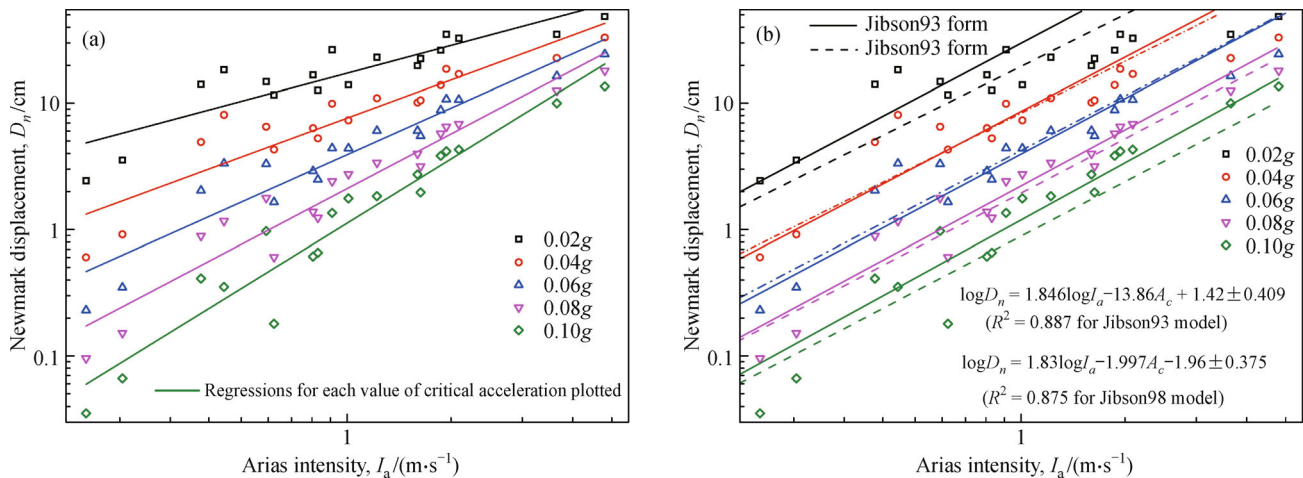 (a)
Newmark displacement, Dn/cm
10
1
0.1
0.02g
0.04g
0.06g
0.08g
0.10g
Regressions for each value of critical acceleration plotted
1
Arias intensity, Ia/(m·s⁻¹)
(b)
Jibson93 form
Jibson93 form
Newmark displacement, Dn/cm
10
1
0.1
0.02g
0.04g
0.06g
0.08g
0.10g
logDn = 1.846logIa−13.86Ac + 1.42±0.409
(R² = 0.887 for Jibson93 model)
logDn = 1.83logIa−1.997Ac−1.96±0.375
(R² = 0.875 for Jibson98 model)
1
Arias intensity, Ia/(m·s⁻¹)